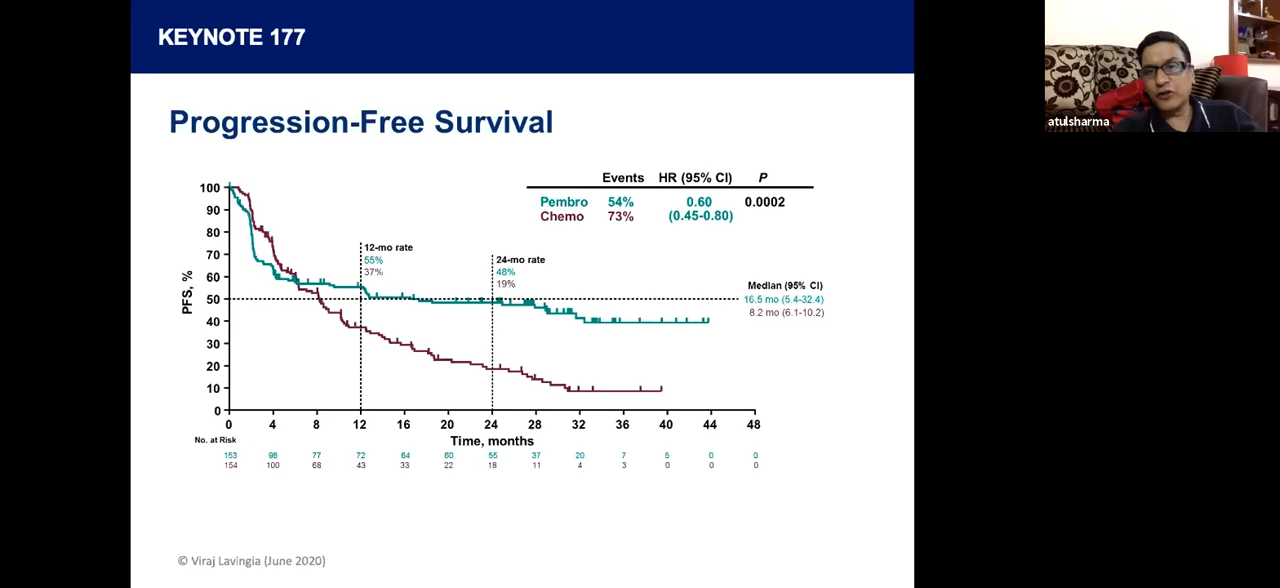 KEYNOTE 177
atulsharma
Progression-Free Survival
Events HR (95% CI) P
Pembro 54% 0.60 0.0002
Chemo 73% (0.45-0.80)
100
90
80
70
60
50
40
30
20
10
0
PFS, %
12-mo rate
55%
37%
24-mo rate
48%
19%
Median (95% CI)
16.5 mo (5.4-32.4)
8.2 mo (6.1-10.2)
0 4 8 12 16 20 24 28 32 36 40 44 48
Time, months
No. at Risk
153 96 77 72 64 60 55 37 20 7 5 0 0
154 100 68 43 33 22 18 11 4 3 0 0 0
© Viraj Lavingia (June 2020)